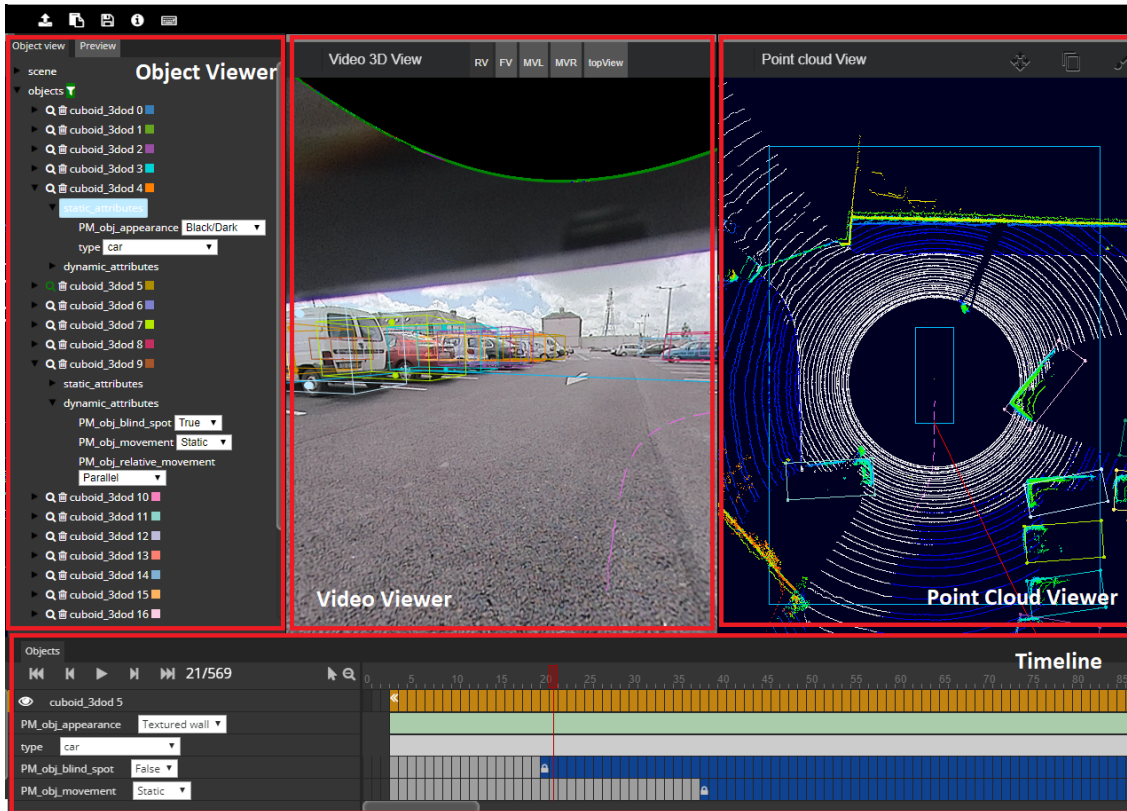 Object view Preview
Object Viewer
scene
objects
cuboid_3dod 0
cuboid_3dod 1
cuboid_3dod 2
cuboid_3dod 3
cuboid_3dod 4
static_attributes
PM_obj_appearance Black/Dark
type car
dynamic_attributes
cuboid_3dod 5
cuboid_3dod 6
cuboid_3dod 7
cuboid_3dod 8
cuboid_3dod 9
static_attributes
dynamic_attributes
PM_obj_blind_spot True
PM_obj_movement Static
PM_obj_relative_movement
Parallel
cuboid_3dod 10
cuboid_3dod 11
cuboid_3dod 12
cuboid_3dod 13
cuboid_3dod 14
cuboid_3dod 15
cuboid_3dod 16
Video 3D View RV FV MVL MVR topView
Video Viewer
Point cloud View
Point Cloud Viewer
Objects
Timeline
21/569
0 5 10 15 20 25 30 35 40 45 50 55 60 65 70 75 80 85
cuboid_3dod 5
PM_obj_appearance Textured wall
type car
PM_obj_blind_spot False
PM_obj_movement Static